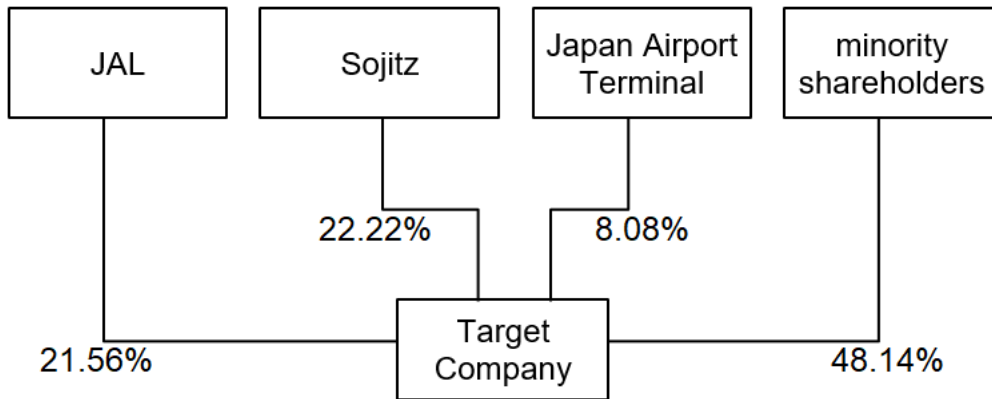 JAL
Sojitz
Japan Airport
Terminal
minority
shareholders
22.22%
8.08%
21.56%
Target
Company
48.14%